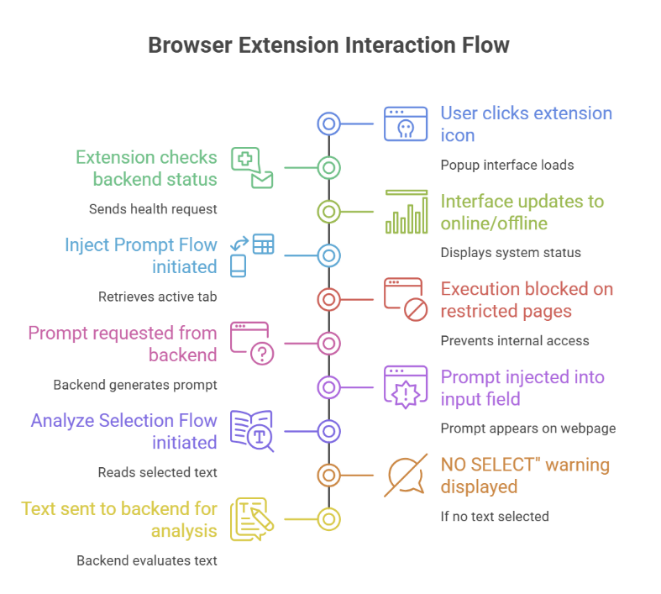 Browser Extension Interaction Flow
User clicks extension
icon
Popup interface loads
Extension checks
backend status
Sends health request
Interface updates to
online/offline
Displays system status
Inject Prompt Flow
initiated
Retrieves active tab
Execution blocked on
restricted pages
Prevents internal access
Prompt requested from
backend
Backend generates prompt
Prompt injected into
input field
Prompt appears on webpage
Analyze Selection Flow
initiated
Reads selected text
NO SELECT" warning
displayed
If no text selected
Text sent to backend for
analysis
Backend evaluates text